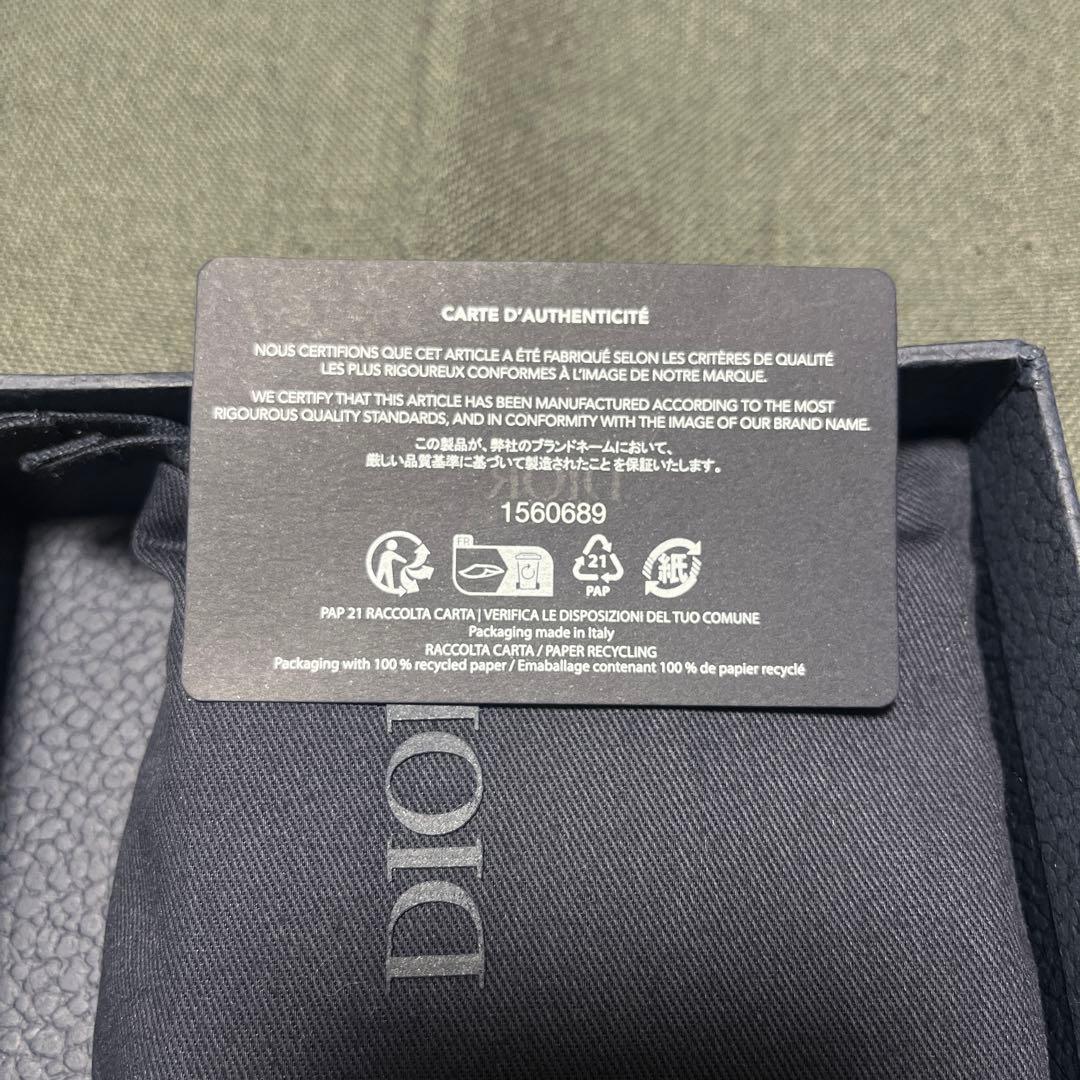 CARTE D'AUTHENTICITÉ
NOUS CERTIFIONS QUE CET ARTICLE A ÉTÉ FABRIQUÉ SELON LES CRITÈRES DE QUALITÉ
LES PLUS RIGOUREUX CONFORMES À L'IMAGE DE NOTRE MARQUE.
WE CERTIFY THAT THIS ARTICLE HAS BEEN MANUFACTURED ACCORDING TO THE MOST
RIGOUROUS QUALITY STANDARDS, AND IN CONFORMITY WITH THE IMAGE OF OUR BRAND NAME.
この製品が、弊社のブランドネームにおいて、
厳しい品質基準に基づいて製造されたことを保証いたします。
DIOR
1560689
FR
21
PAP
紙
PAP 21 RACCOLTA CARTA | VERIFICA LE DISPOSIZIONI DEL TUO COMUNE
Packaging made in Italy
RACCOLTA CARTA / PAPER RECYCLING
Packaging with 100 % recycled paper / Emaballage contenant 100 % de papier recyclé
DIOR